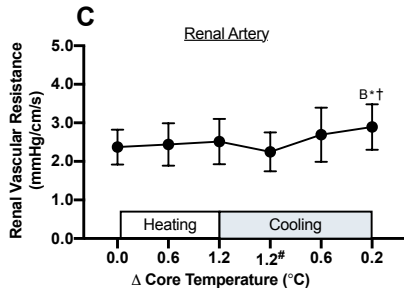 C
Renal Artery
Renal Vascular Resistance
(mmHg/cm/s)
5.0
4.0
3.0
2.0
1.0
0.0
B*†
Heating
Cooling
0.0 0.6 1.2 1.2# 0.6 0.2
Δ Core Temperature (°C)